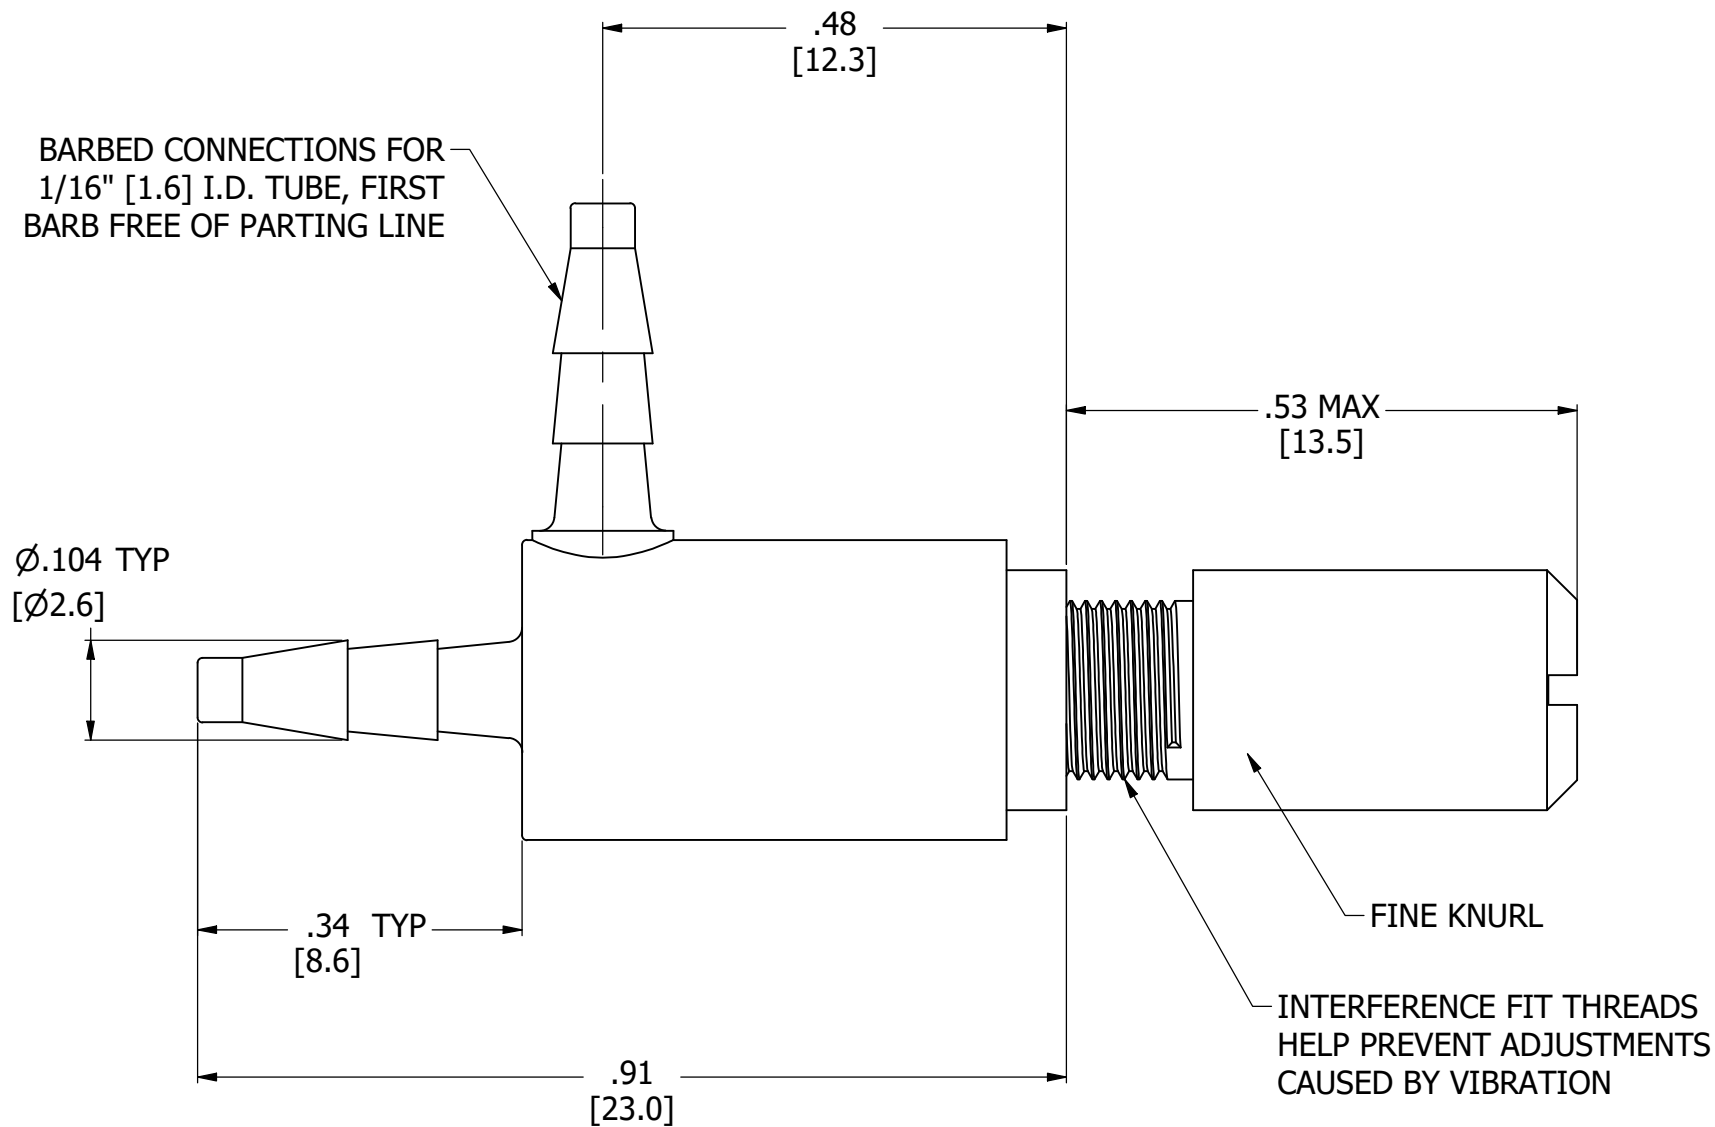 .48
[12.3]
BARBED CONNECTIONS FOR
1/16" [1.6] I.D. TUBE, FIRST
BARB FREE OF PARTING LINE
.53 MAX
[13.5]
Ø.104 TYP
[Ø2.6]
.34 TYP
[8.6]
FINE KNURL
INTERFERENCE FIT THREADS
HELP PREVENT ADJUSTMENTS
CAUSED BY VIBRATION
.91
[23.0]